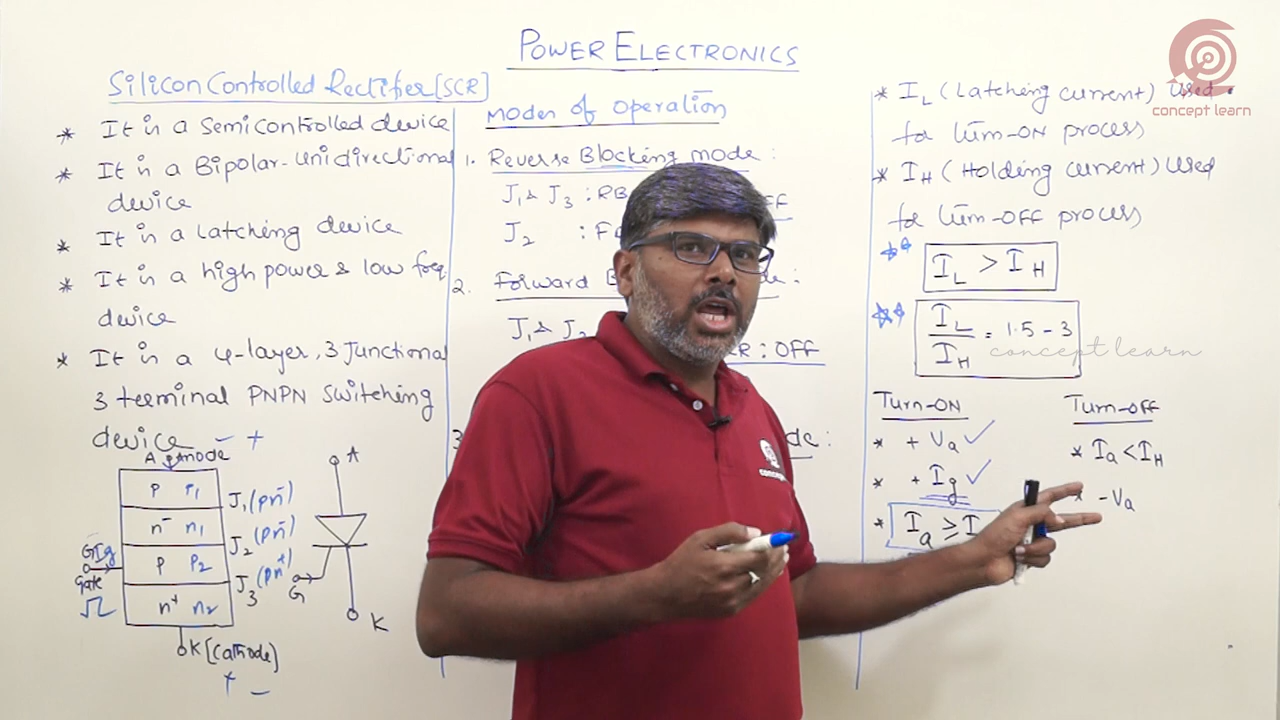 POWER ELECTRONICS
concept learn
Silicon Controlled Rectifier [SCR]
* It is a Semicontrolled device
* It is a Bipolar-Unidirectional
device
* It is a Latching device
* It is a high power & low freq
device
* It is a 4-layer, 3 Junctional
3 terminal PNPN Switching
device
- +
A Anode
P P1
n- n1
P P2
n+ n2
J1 (pn-)
J2 (pn-)
J3 (pn+)
G Ig
Gate
K [Cathode]
+ -
A
G
K
Modes of operation
1. Reverse Blocking mode :
J1 & J3 : RB
J2 :
2. Forward
J1 &
: OFF
3
* IL (Latching current) Used
for turn-ON process
* IH (Holding current) Used
for turn-OFF process
** IL > IH
** IL / IH = 1.5 - 3
concept learn
Turn-ON
* + Va ✓
* + Ig ✓
* Ia ≥ I
Turn-OFF
* Ia < IH
* -Va
concept